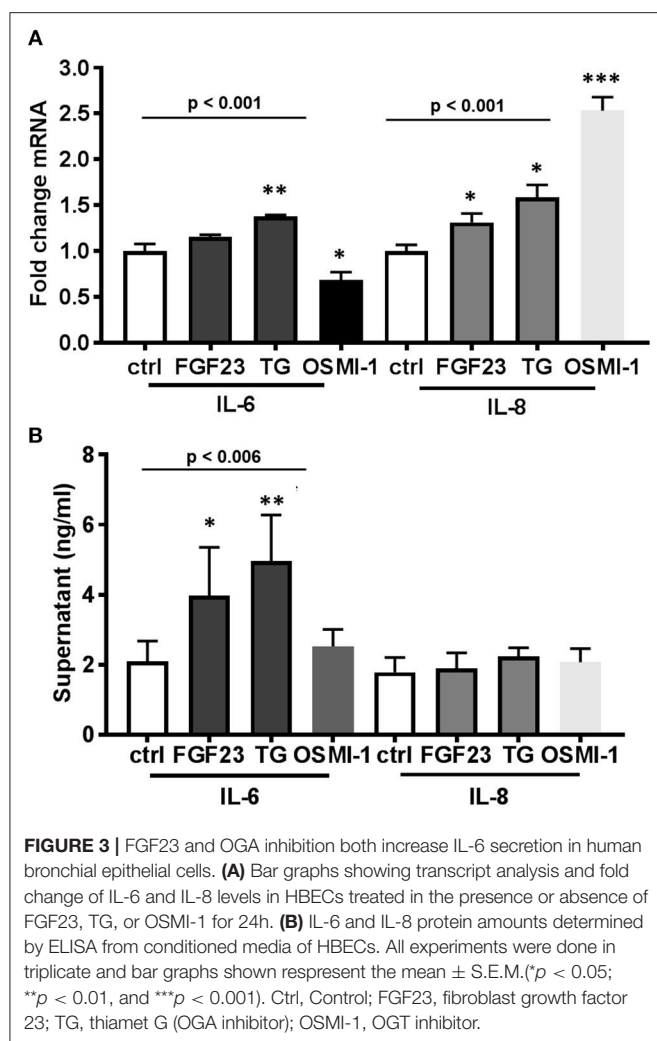 A
3.0
2.5
2.0
1.5
1.0
0.5
0.0
Fold change mRNA
p < 0.001
p < 0.001
**
*
*
*
***
ctrl FGF23 TG OSMI-1 ctrl FGF23 TG OSMI-1
IL-6 IL-8
B
8
6
4
2
0
Supernatant (ng/ml)
p < 0.006
*
**
ctrl FGF23 TG OSMI-1 ctrl FGF23 TG OSMI-1
IL-6 IL-8
FIGURE 3 | FGF23 and OGA inhibition both increase IL-6 secretion in human
bronchial epithelial cells. (A) Bar graphs showing transcript analysis and fold
change of IL-6 and IL-8 levels in HBECs treated in the presence or absence of
FGF23, TG, or OSMI-1 for 24h. (B) IL-6 and IL-8 protein amounts determined
by ELISA from conditioned media of HBECs. All experiments were done in
triplicate and bar graphs shown respresent the mean ± S.E.M.(*p < 0.05;
**p < 0.01, and ***p < 0.001). Ctrl, Control; FGF23, fibroblast growth factor
23; TG, thiamet G (OGA inhibitor); OSMI-1, OGT inhibitor.